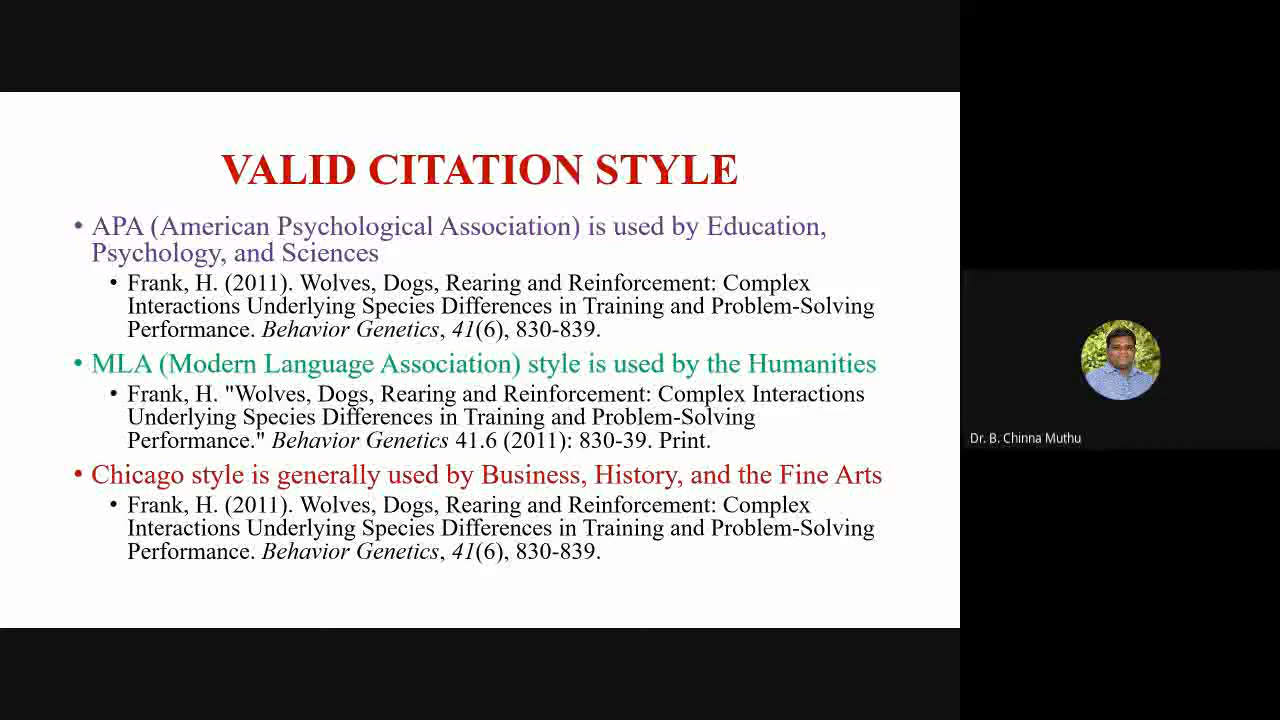 VALID CITATION STYLE
• APA (American Psychological Association) is used by Education,
Psychology, and Sciences
• Frank, H. (2011). Wolves, Dogs, Rearing and Reinforcement: Complex
Interactions Underlying Species Differences in Training and Problem-Solving
Performance. Behavior Genetics, 41(6), 830-839.
• MLA (Modern Language Association) style is used by the Humanities
• Frank, H. "Wolves, Dogs, Rearing and Reinforcement: Complex Interactions
Underlying Species Differences in Training and Problem-Solving
Performance." Behavior Genetics 41.6 (2011): 830-39. Print.
• Chicago style is generally used by Business, History, and the Fine Arts
• Frank, H. (2011). Wolves, Dogs, Rearing and Reinforcement: Complex
Interactions Underlying Species Differences in Training and Problem-Solving
Performance. Behavior Genetics, 41(6), 830-839.
Dr. B. Chinna Muthu